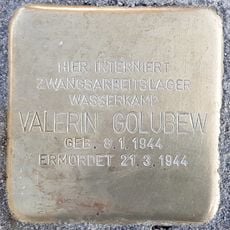 HIER INTERNIERT
ZWANGSARBEITSLAGER
WASSERKAMP
VALERIN GOLUBEW
GEB. 8.1.1944
ERMORDET 21.3.1944